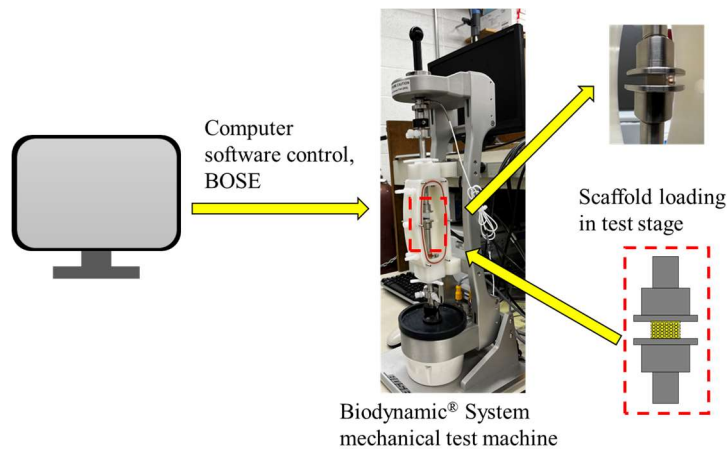 Computer
software control,
BOSE
Scaffold loading
in test stage
Biodynamic® System
mechanical test machine